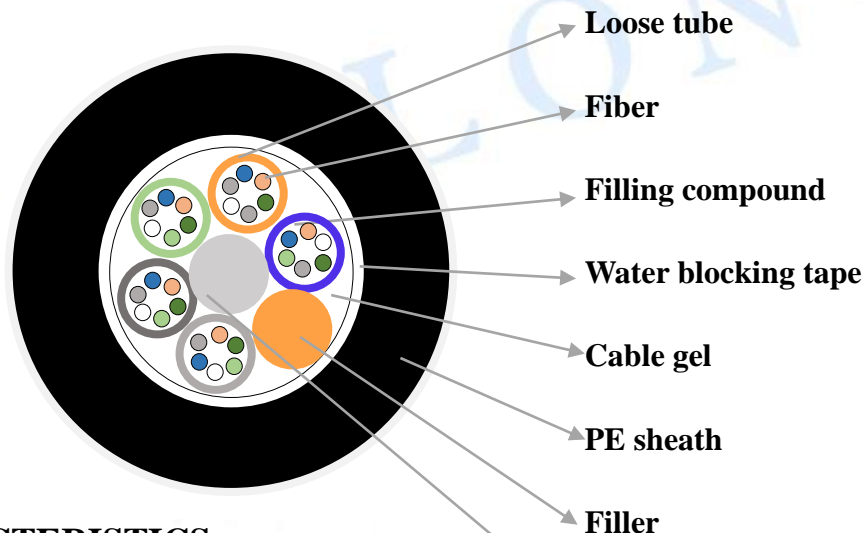 Loose tube
Fiber
Filling compound
Water blocking tape
Cable gel
PE sheath
Filler